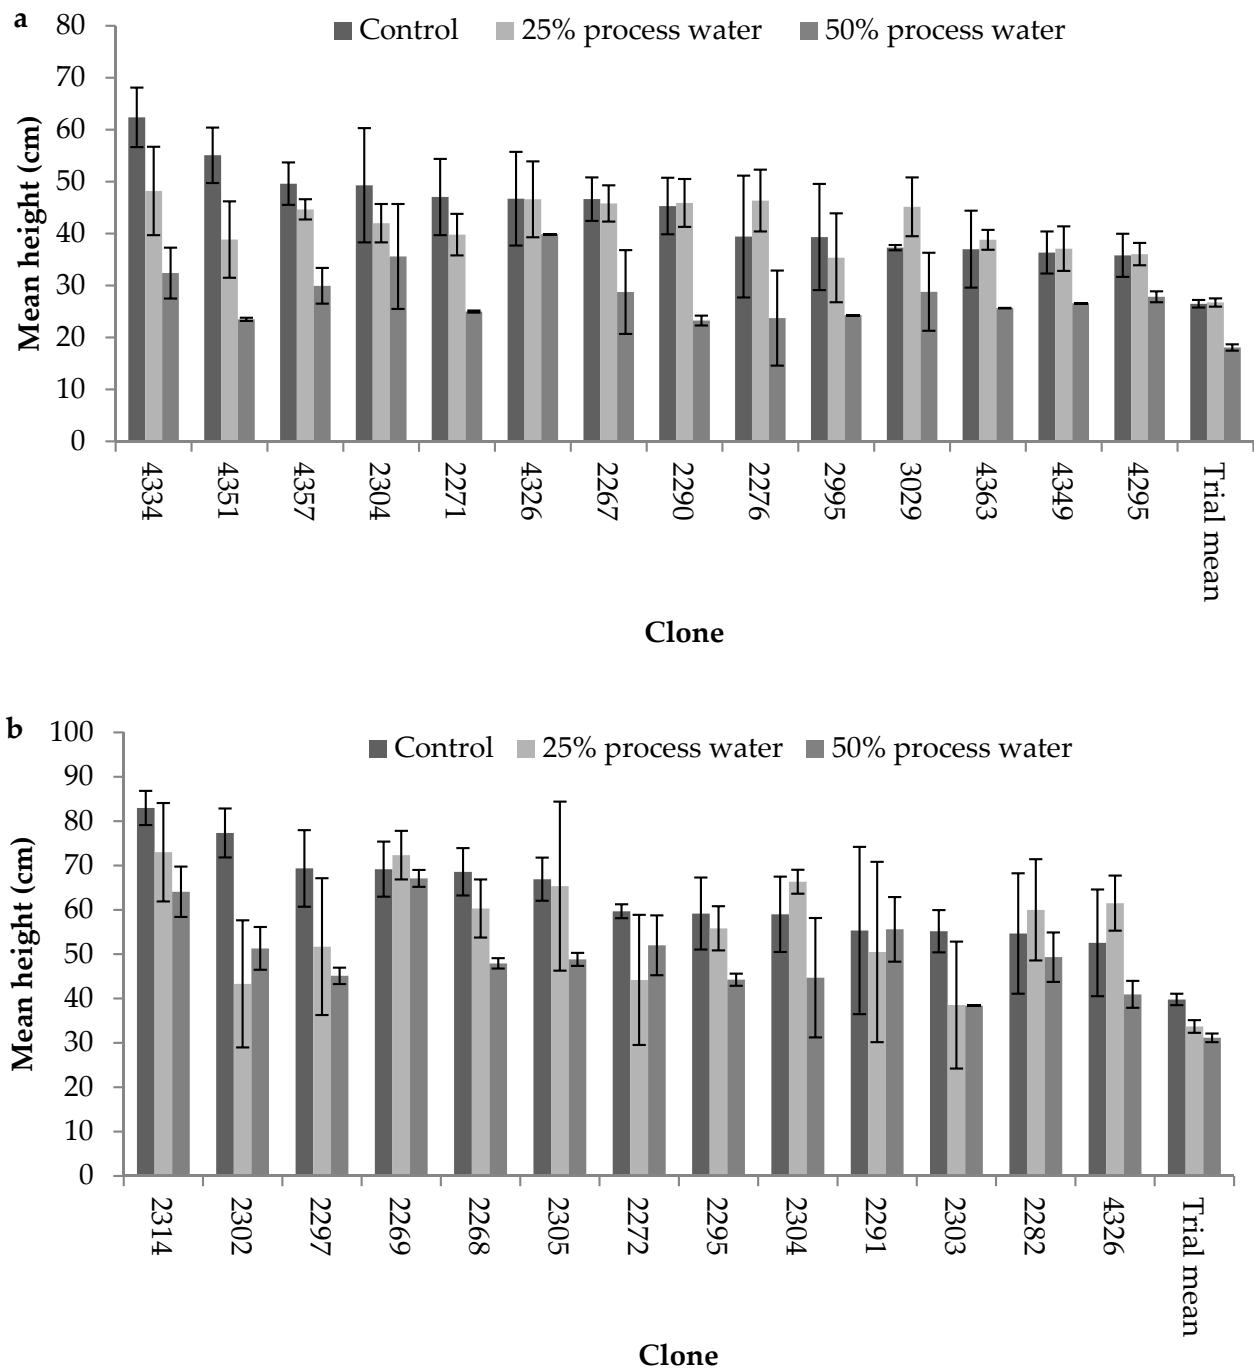 a
Control 25% process water 50% process water
80
70
60
50
40
30
20
10
0
Mean height (cm)
4334 4351 4357 2304 2271 4326 2267 2290 2276 2995 3029 4363 4349 4295 Trial mean
Clone
b
Control 25% process water 50% process water
100
90
80
70
60
50
40
30
20
10
0
Mean height (cm)
2314 2302 2297 2269 2268 2305 2272 2295 2304 2291 2303 2282 4326 Trial mean
Clone